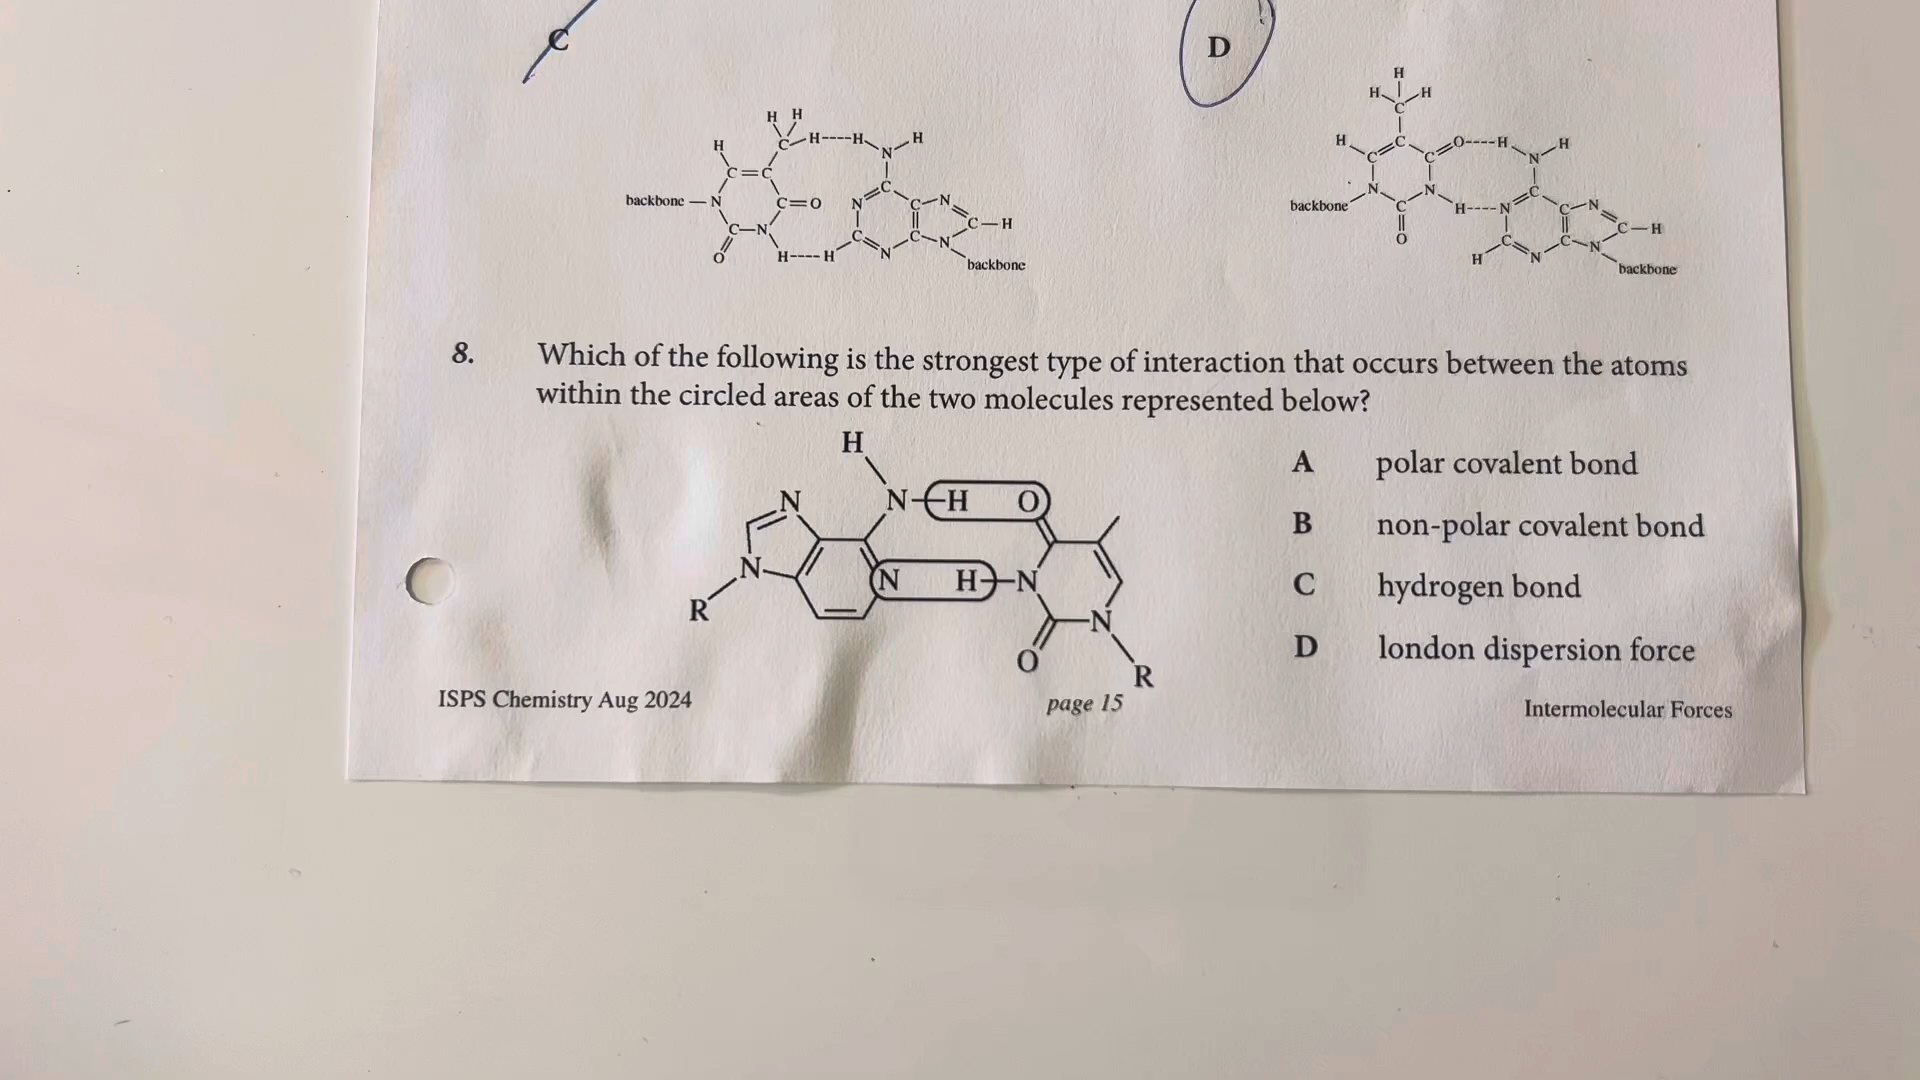 C
D
H H
H C H----H H
N
H
C=C C
backbone — N C=O N C N
C—N C C—H
O H----H C N C N
backbone
H
H H
C
H C O----H H
C C N
N N C
backbone C H----N C N
O C C C—H
H N N
backbone
8. Which of the following is the strongest type of interaction that occurs between the atoms
within the circled areas of the two molecules represented below?
H
N N—H O
N N H—N
R
O N
R
A polar covalent bond
B non-polar covalent bond
C hydrogen bond
D london dispersion force
ISPS Chemistry Aug 2024
page 15
Intermolecular Forces